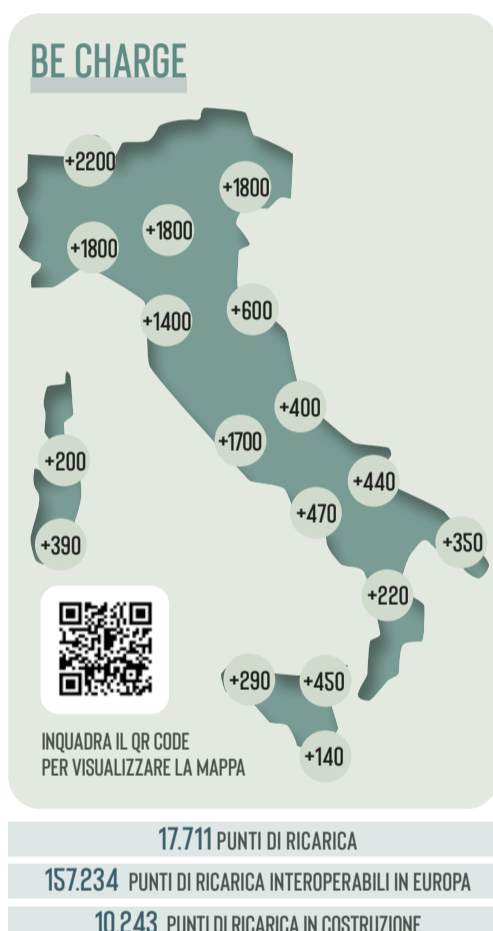 BE CHARGE
+2200
+1800
+1800
+1800
+1400
+600
+400
+1700
+200
+440
+470
+390
+350
+220
+290
+450
+140
INQUADRA IL QR CODE
PER VISUALIZZARE LA MAPPA
17.711 PUNTI DI RICARICA
157.234 PUNTI DI RICARICA INTEROPERABILI IN EUROPA
10.243 PUNTI DI RICARICA IN COSTRUZIONE